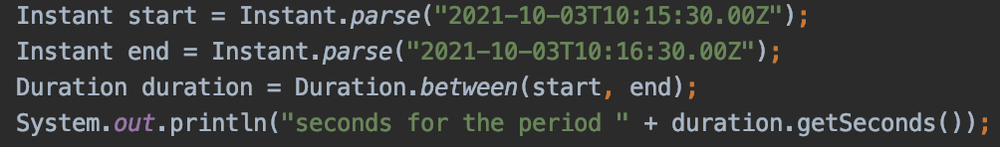 Instant start = Instant.parse("2021-10-03T10:15:30.00Z");
Instant end = Instant.parse("2021-10-03T10:16:30.00Z");
Duration duration = Duration.between(start, end);
System.out.println("seconds for the period " + duration.getSeconds());